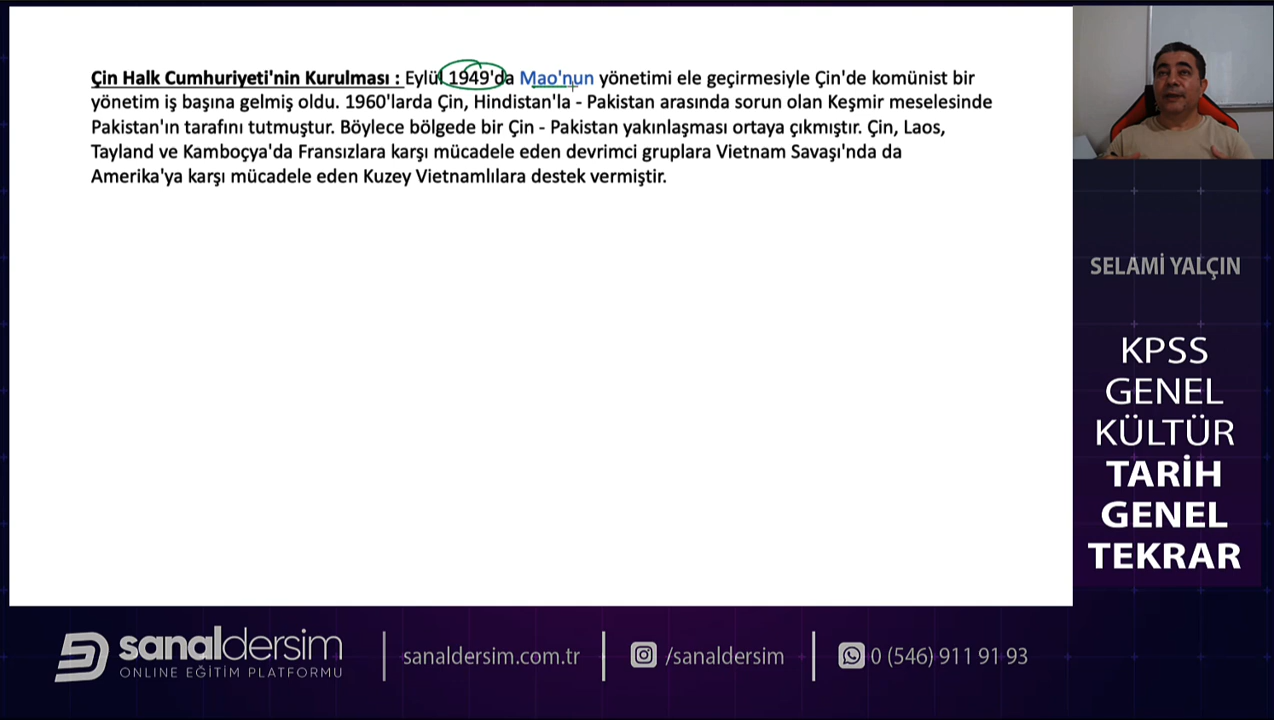 Çin Halk Cumhuriyeti'nin Kurulması : Eylül 1949'da Mao'nun yönetimi ele geçirmesiyle Çin'de komünist bir
yönetim iş başına gelmiş oldu. 1960'larda Çin, Hindistan'la - Pakistan arasında sorun olan Keşmir meselesinde
Pakistan'ın tarafını tutmuştur. Böylece bölgede bir Çin - Pakistan yakınlaşması ortaya çıkmıştır. Çin, Laos,
Tayland ve Kamboçya'da Fransızlara karşı mücadele eden devrimci gruplara Vietnam Savaşı'nda da
Amerika'ya karşı mücadele eden Kuzey Vietnamlılara destek vermiştir.
SELAMİ YALÇIN
KPSS
GENEL
KÜLTÜR
TARİH
GENEL
TEKRAR
sanaldersim
ONLINE EĞİTİM PLATFORMU
sanaldersim.com.tr
/sanaldersim
0 (546) 911 91 93